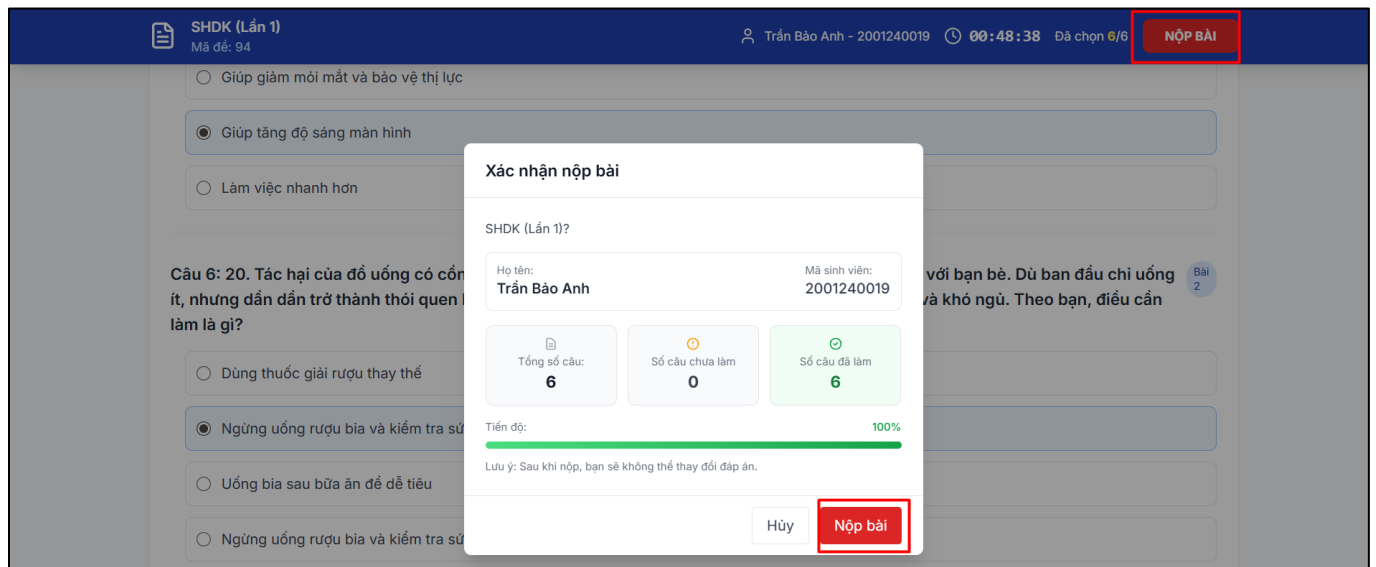 SHDK (Lần 1)
Mã đề: 94
Trần Bảo Anh - 2001240019
00:48:38
Đã chọn 6/6
NỘP BÀI
Giúp giảm mỏi mắt và bảo vệ thị lực
Giúp tăng độ sáng màn hình
Làm việc nhanh hơn
Câu 6: 20. Tác hại của đồ uống có cồn
với bạn bè. Dù ban đầu chỉ uống
Bài
2
ít, nhưng dần dần trở thành thói quen
và khó ngủ. Theo bạn, điều cần
làm là gì?
Dùng thuốc giải rượu thay thế
Ngừng uống rượu bia và kiểm tra sứ
Uống bia sau bữa ăn để dễ tiêu
Ngừng uống rượu bia và kiểm tra sứ
Xác nhận nộp bài
SHDK (Lần 1)?
Họ tên:
Trần Bảo Anh
Mã sinh viên:
2001240019
Tổng số câu:
6
Số câu chưa làm
0
Số câu đã làm
6
Tiến độ:
100%
Lưu ý: Sau khi nộp, bạn sẽ không thể thay đổi đáp án.
Hủy
Nộp bài